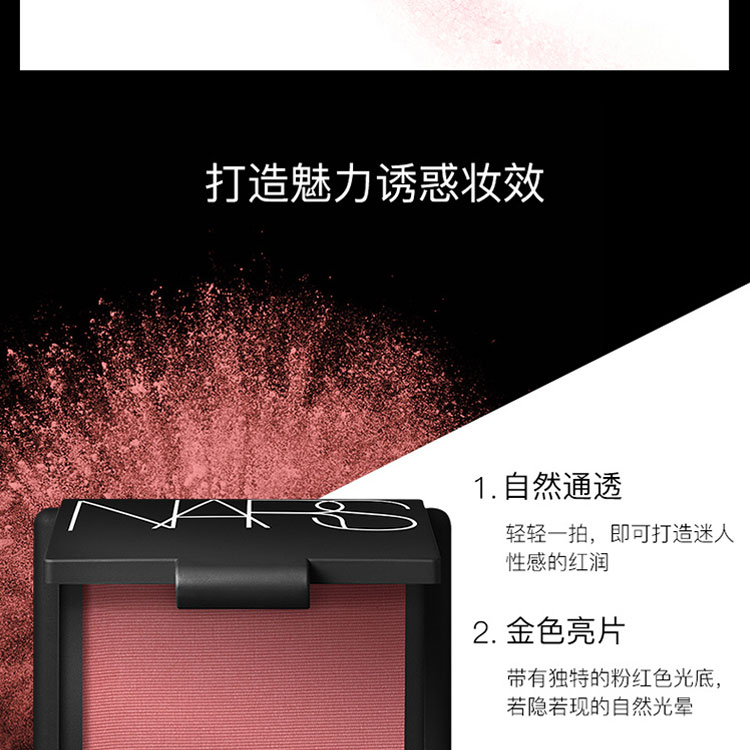 打造魅力诱惑妆效
NARS
1. 自然通透
轻轻一拍，即可打造迷人
性感的红润
2. 金色亮片
带有独特的粉红色光底，
若隐若现的自然光晕